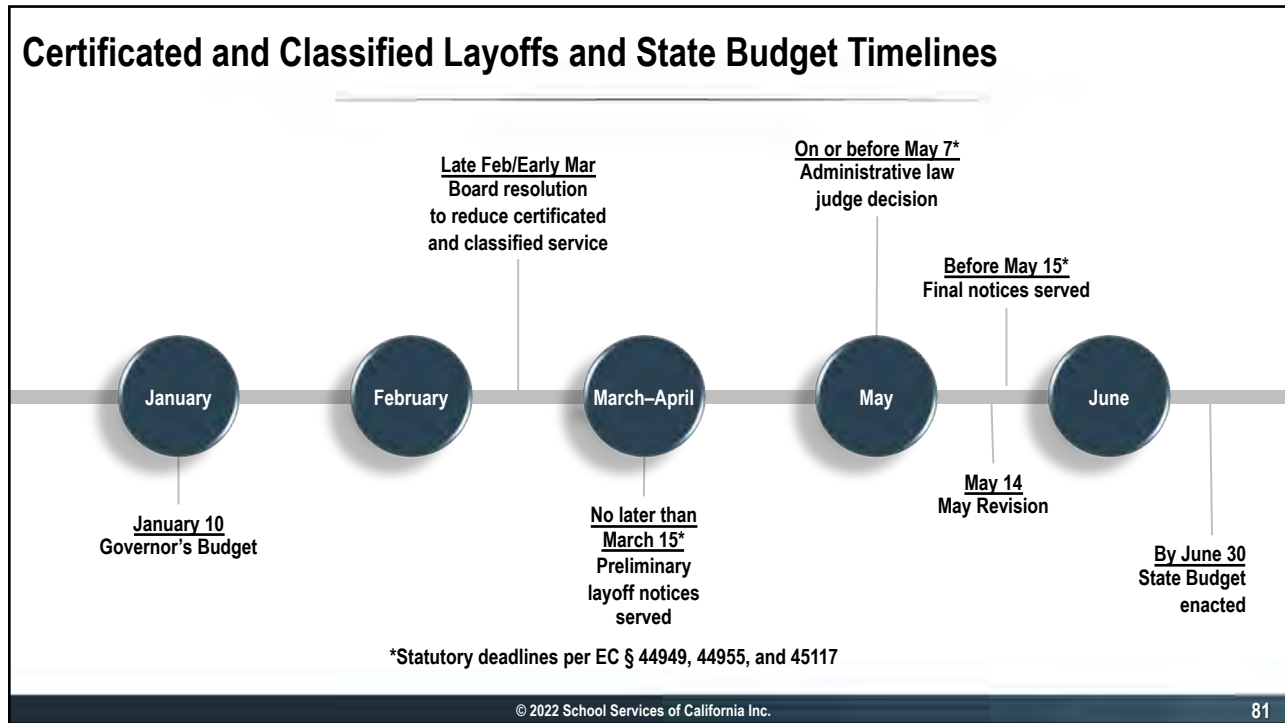 Certificated and Classified Layoffs and State Budget Timelines
Late Feb/Early Mar
Board resolution
to reduce certificated
and classified service
On or before May 7*
Administrative law
judge decision
Before May 15*
Final notices served
January
February
March–April
May
June
January 10
Governor's Budget
No later than
March 15*
Preliminary
layoff notices
served
May 14
May Revision
By June 30
State Budget
enacted
*Statutory deadlines per EC § 44949, 44955, and 45117
© 2022 School Services of California Inc.
81